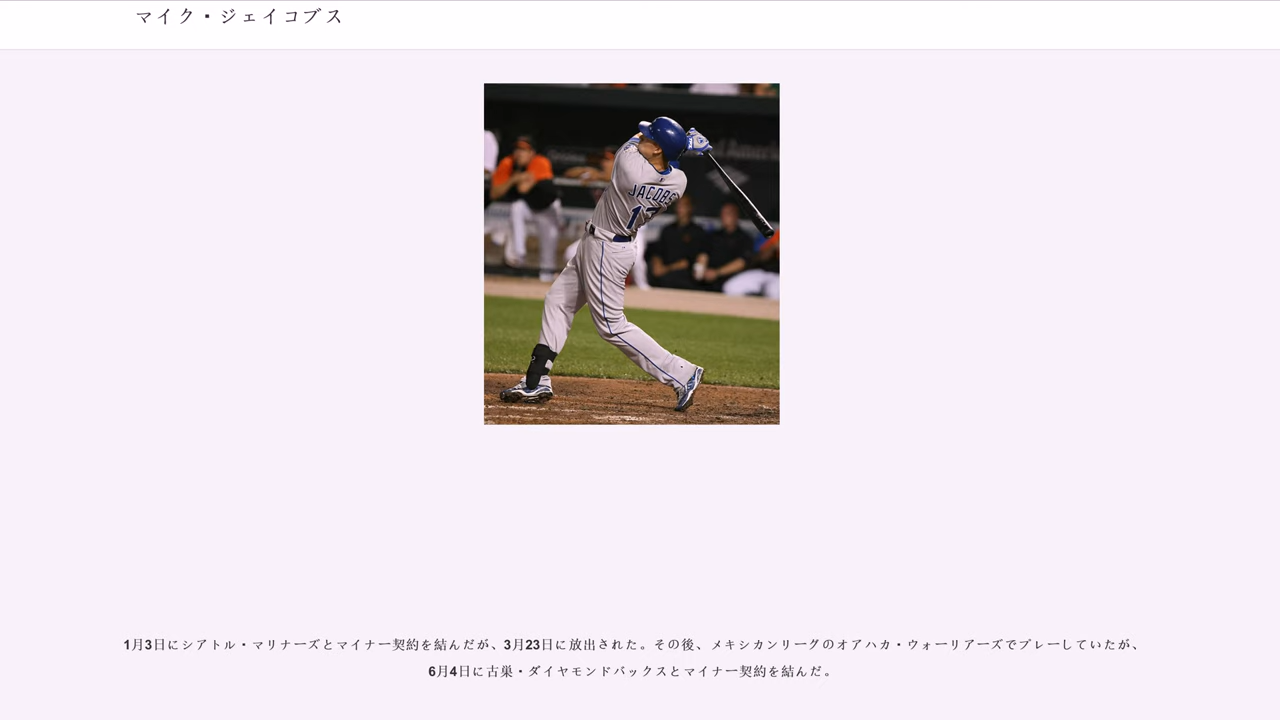 マイク・ジェイコブス
JACOBS
1月3日にシアトル・マリナーズとマイナー契約を結んだが、3月23日に放出された。その後、メキシカンリーグのオアハカ・ウォーリアーズでプレーしていたが、
6月4日に古巣・ダイヤモンドバックスとマイナー契約を結んだ。